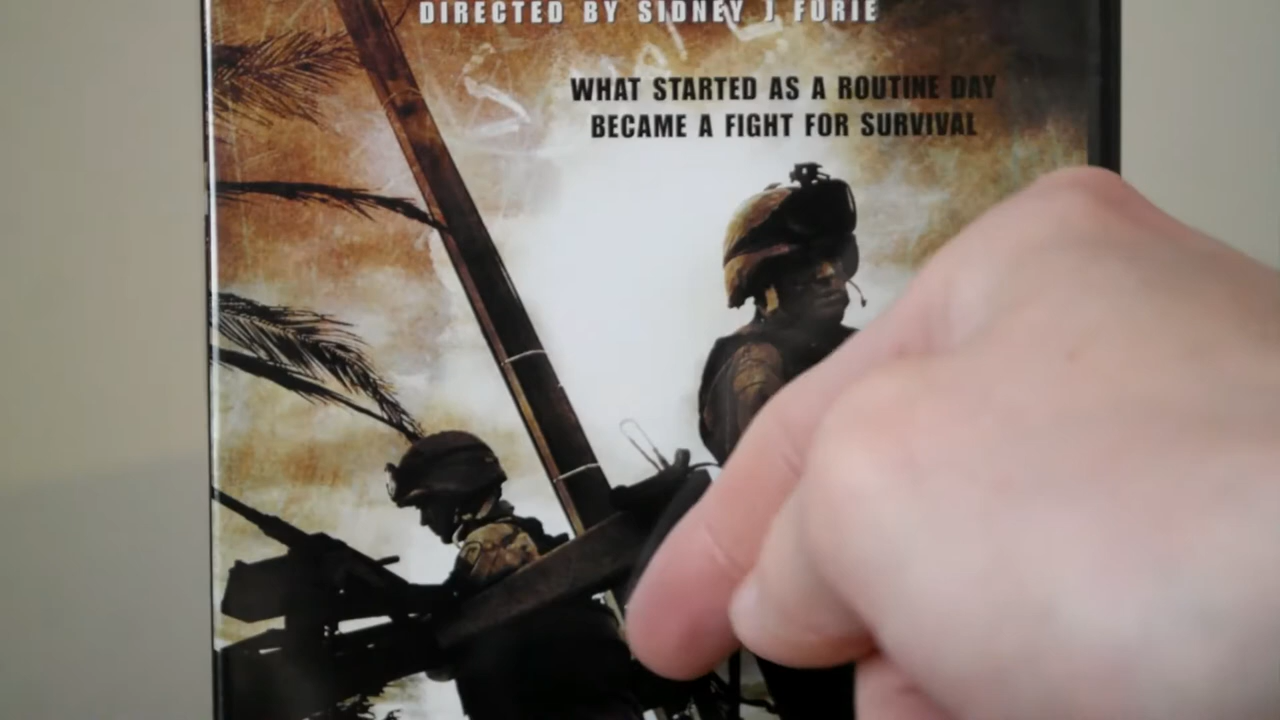 DIRECTED BY SIDNEY J FURIE
WHAT STARTED AS A ROUTINE DAY
BECAME A FIGHT FOR SURVIVAL